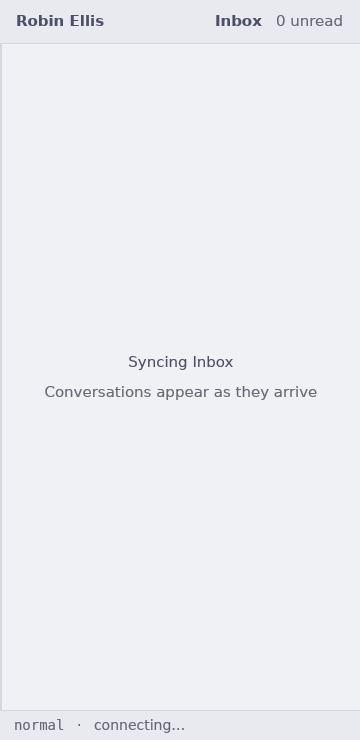 Robin Ellis Inbox 0 unread
Syncing Inbox
Conversations appear as they arrive
normal · connecting…